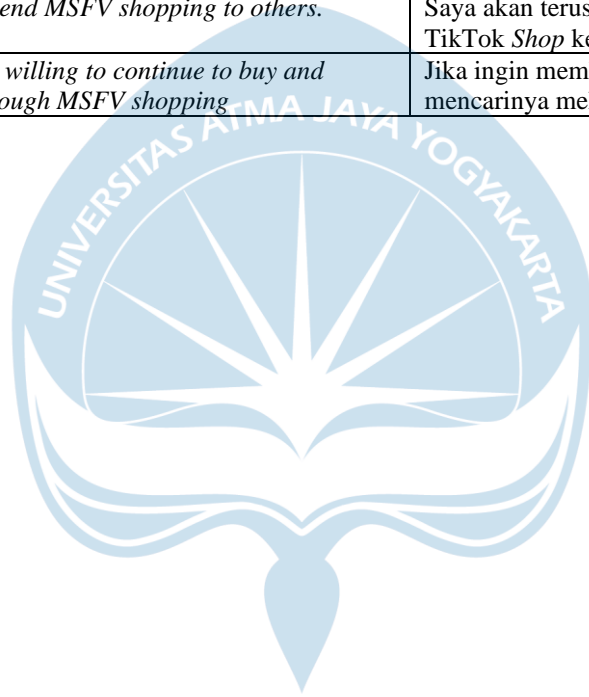 end MSFV shopping to others.
Saya akan terus
TikTok Shop ke
willing to continue to buy and
ough MSFV shopping
Jika ingin mem
mencarinya me
UNIVERSITAS ATMA JAYA YOGYAKARTA